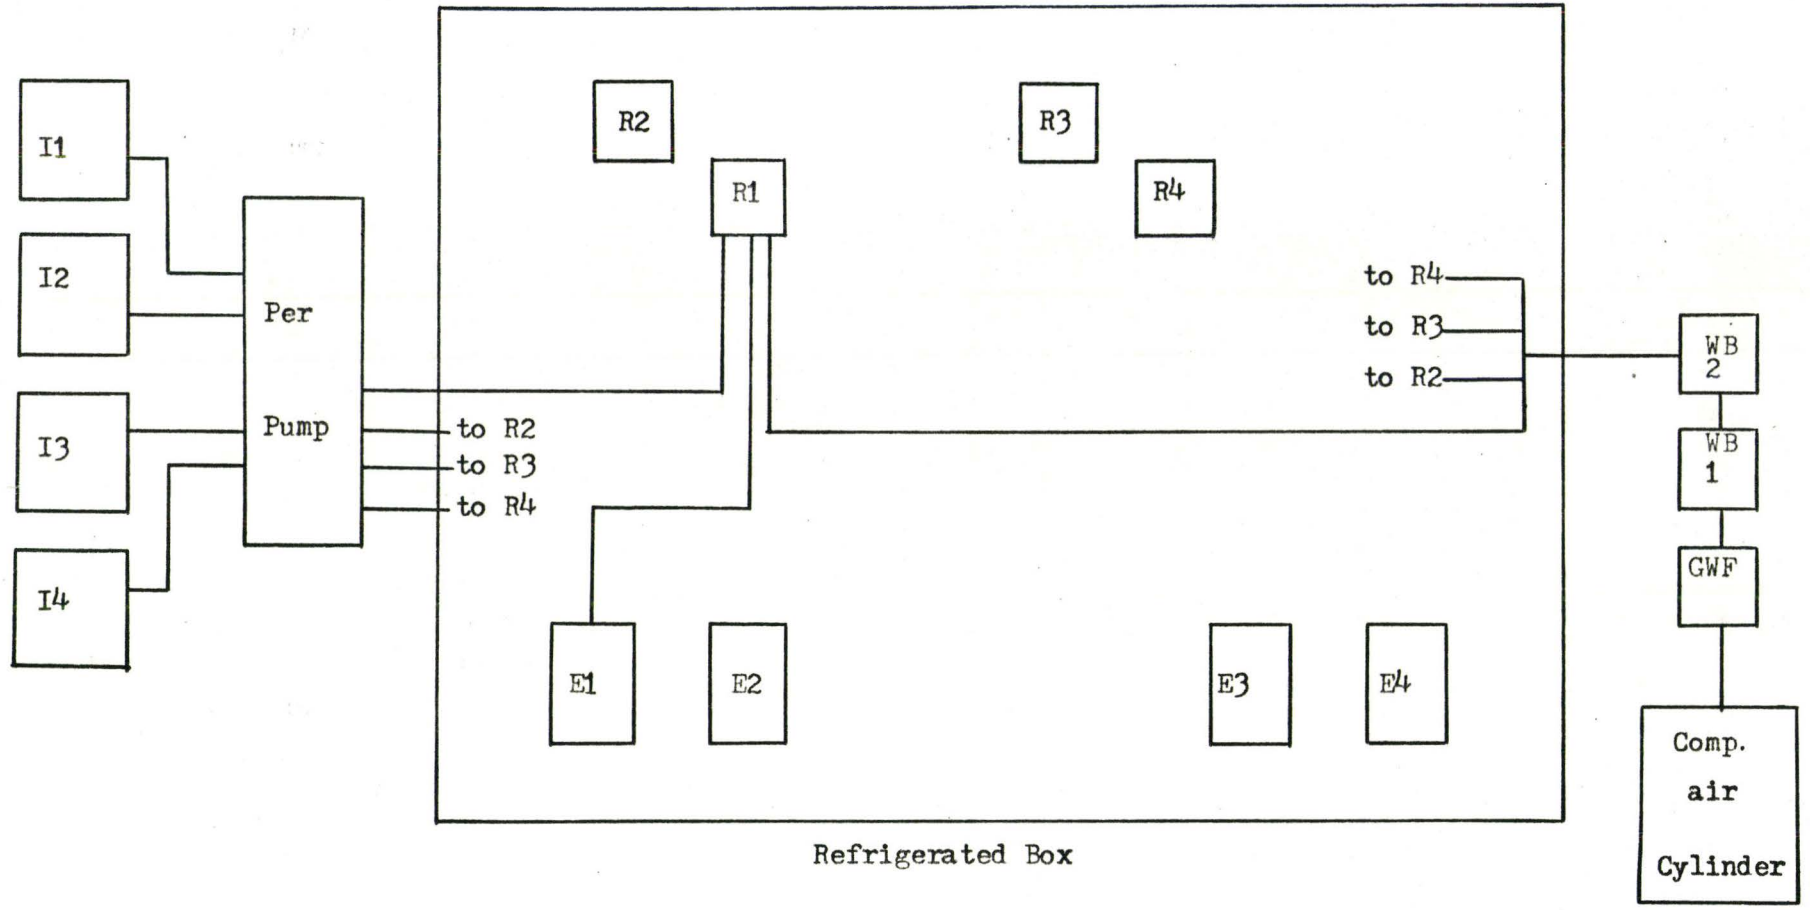 I1
I2
I3
I4
Per
Pump
R2
R1
R3
R4
to R2
to R3
to R4
to R4
to R3
to R2
E1
E2
E3
E4
WB
2
WB
1
GWF
Comp.
air
Cylinder
Refrigerated Box